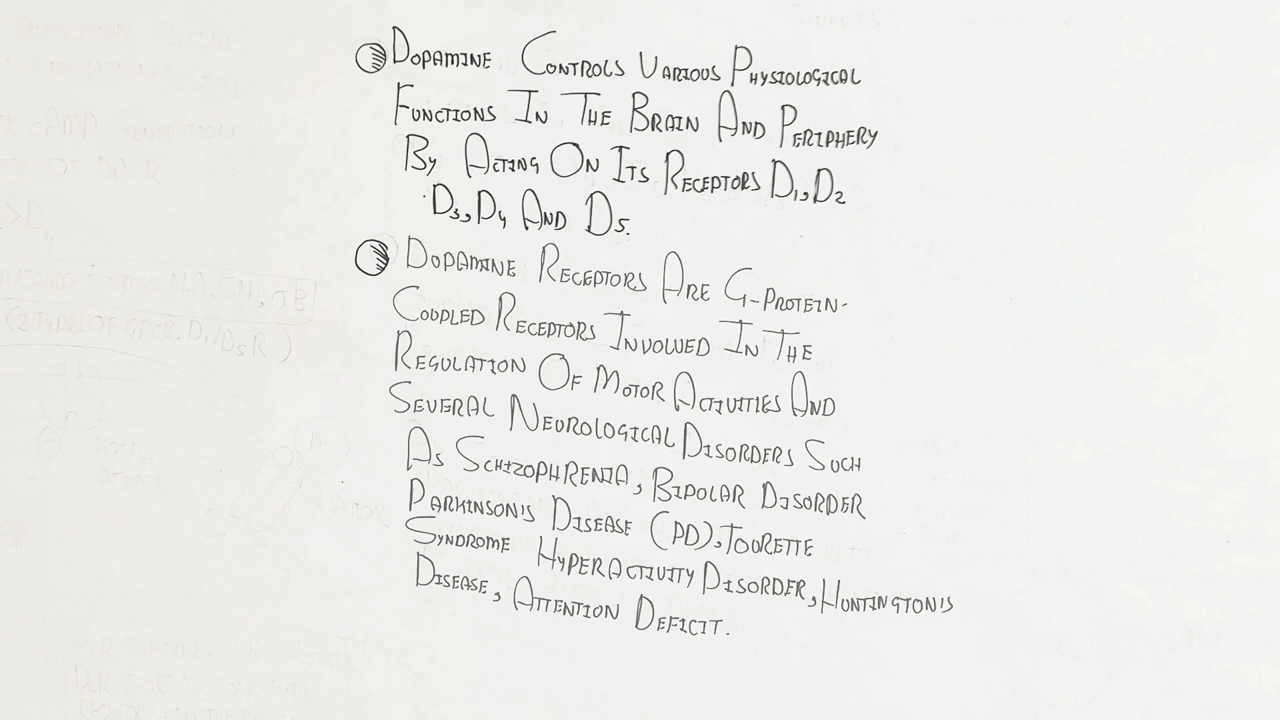 DOPAMINE CONTROLS VARIOUS PHYSIOLOGICAL
FUNCTIONS IN THE BRAIN AND PERIPHERY
BY ACTING ON ITS RECEPTORS D1, D2
D3, D4 AND D5.
DOPAMINE RECEPTORS ARE G-PROTEIN-
COUPLED RECEPTORS INVOLVED IN THE
REGULATION OF MOTOR ACTIVITIES AND
SEVERAL NEUROLOGICAL DISORDERS SUCH
AS SCHIZOPHRENIA, BIPOLAR DISORDER
PARKINSON'S DISEASE (PD), TOURETTE
SYNDROME HYPERACTIVITY DISORDER, HUNTINGTON'S
DISEASE, ATTENTION DEFICIT.